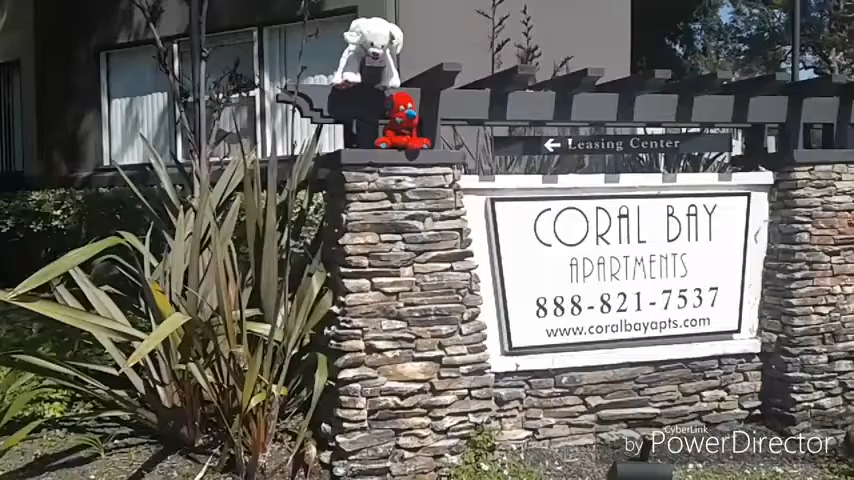 ← Leasing Center
CORAL BAY
APARTMENTS
888-821-7537
www.coralbayapts.com
CyberLink
by PowerDirector